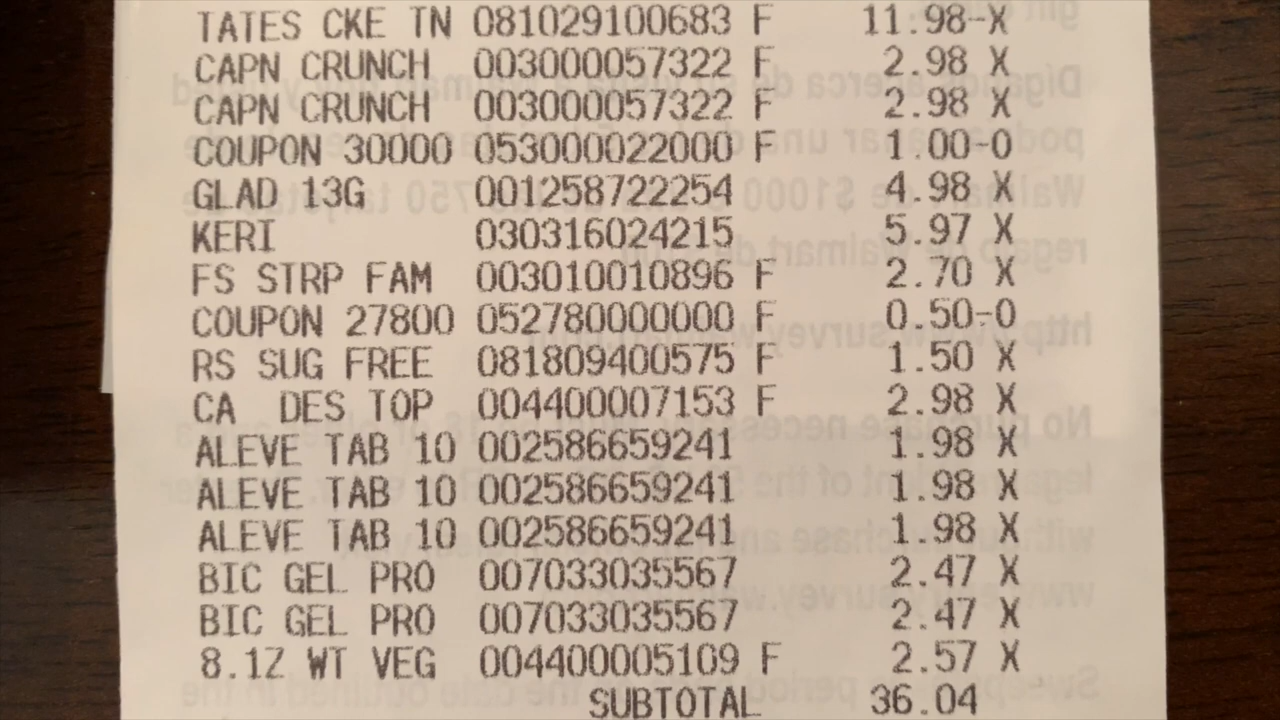 TATES CKE TN 081029100683 F 11.98-X
CAPN CRUNCH 003000057322 F 2.98 X
CAPN CRUNCH 003000057322 F 2.98 X
COUPON 30000 053000022000 F 1.00-O
GLAD 13G 001258722254 4.98 X
KERI 030316024215 5.97 X
FS STRP FAM 003010010896 F 2.70 X
COUPON 27800 052780000000 F 0.50-O
RS SUG FREE 081809400575 F 1.50 X
CA DES TOP 004400007153 F 2.98 X
ALEVE TAB 10 002586659241 1.98 X
ALEVE TAB 10 002586659241 1.98 X
ALEVE TAB 10 002586659241 1.98 X
BIC GEL PRO 007033035567 2.47 X
BIC GEL PRO 007033035567 2.47 X
8.1Z WT VEG 004400005109 F 2.57 X
SUBTOTAL 36.04